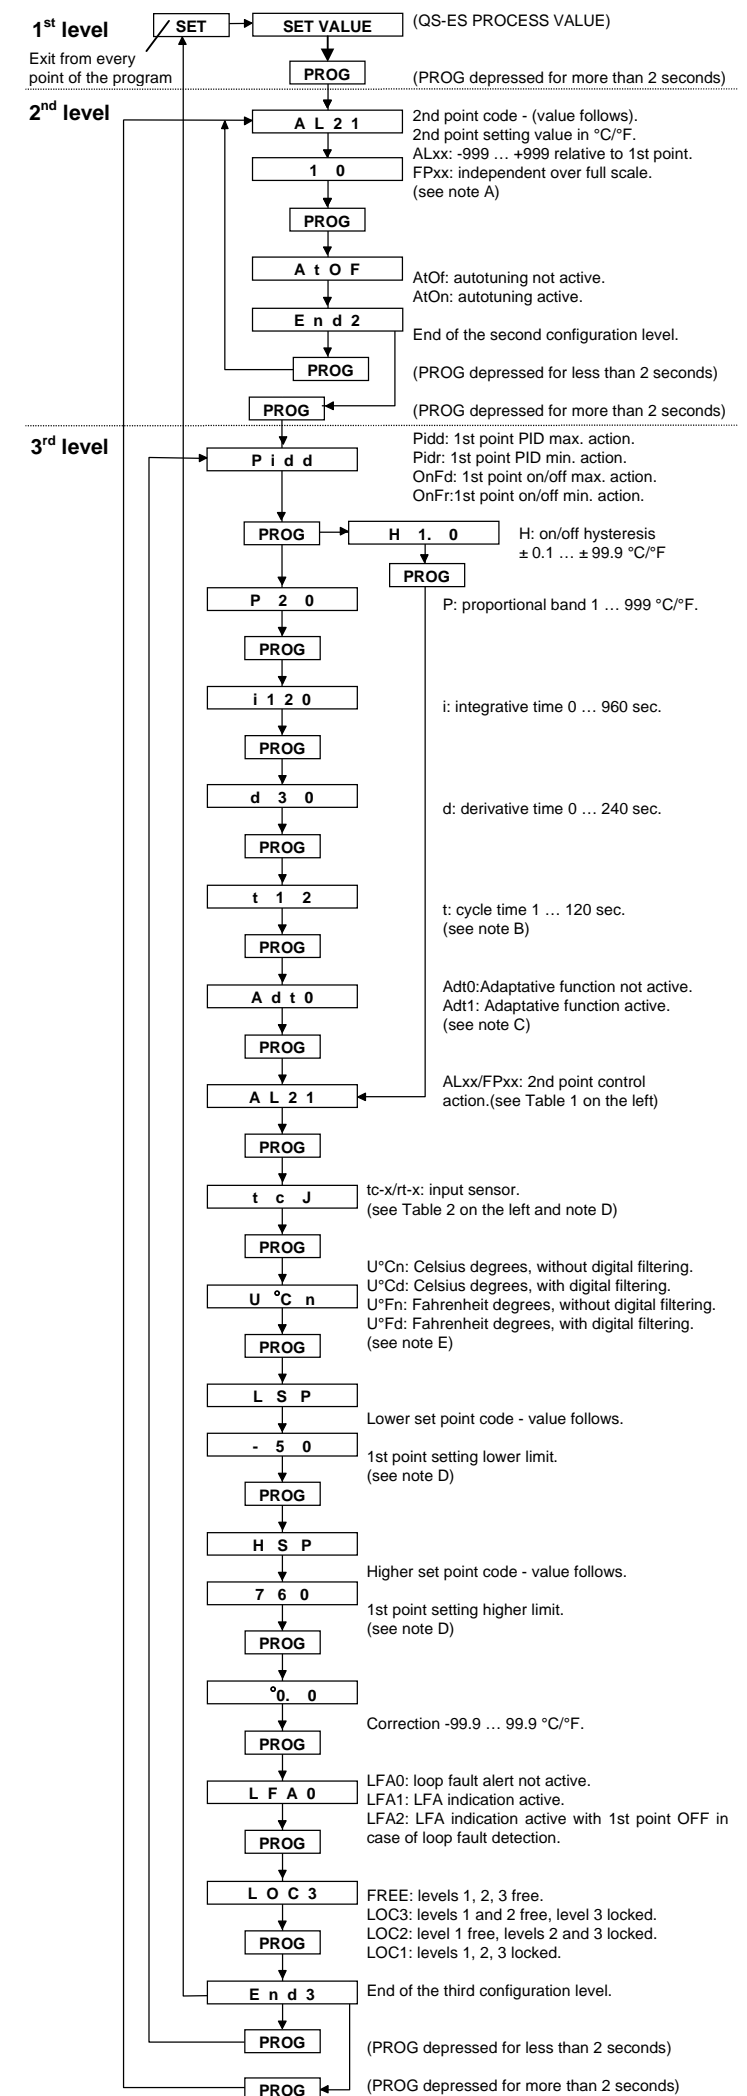 1st level
SET
SET VALUE
(QS-ES PROCESS VALUE)
Exit from every
point of the program
PROG
(PROG depressed for more than 2 seconds)
2nd level
A L 2 1
2nd point code - (value follows).
2nd point setting value in °C/°F.
ALxx: -999 … +999 relative to 1st point.
FPxx: independent over full scale.
(see note A)
1 0
PROG
A t O F
AtOf: autotuning not active.
AtOn: autotuning active.
E n d 2
End of the second configuration level.
PROG
(PROG depressed for less than 2 seconds)
PROG
(PROG depressed for more than 2 seconds)
3rd level
P i d d
Pidd: 1st point PID max. action.
Pidr: 1st point PID min. action.
OnFd: 1st point on/off max. action.
OnFr:1st point on/off min. action.
PROG
H 1. 0
H: on/off hysteresis
± 0.1 … ± 99.9 °C/°F
PROG
P 2 0
P: proportional band 1 … 999 °C/°F.
PROG
i 1 2 0
i: integrative time 0 … 960 sec.
PROG
d 3 0
d: derivative time 0 … 240 sec.
PROG
t 1 2
t: cycle time 1 … 120 sec.
(see note B)
PROG
A d t 0
Adt0:Adaptative function not active.
Adt1: Adaptative function active.
(see note C)
PROG
A L 2 1
ALxx/FPxx: 2nd point control
action.(see Table 1 on the left)
PROG
t c J
tc-x/rt-x: input sensor.
(see Table 2 on the left and note D)
PROG
U °C n
U°Cn: Celsius degrees, without digital filtering.
U°Cd: Celsius degrees, with digital filtering.
U°Fn: Fahrenheit degrees, without digital filtering.
U°Fd: Fahrenheit degrees, with digital filtering.
(see note E)
PROG
L S P
Lower set point code - value follows.
- 5 0
1st point setting lower limit.
(see note D)
PROG
H S P
Higher set point code - value follows.
7 6 0
1st point setting higher limit.
(see note D)
PROG
°0. 0
Correction -99.9 … 99.9 °C/°F.
PROG
L F A 0
LFA0: loop fault alert not active.
LFA1: LFA indication active.
LFA2: LFA indication active with 1st point OFF in
case of loop fault detection.
PROG
L O C 3
FREE: levels 1, 2, 3 free.
LOC3: levels 1 and 2 free, level 3 locked.
LOC2: level 1 free, levels 2 and 3 locked.
LOC1: levels 1, 2, 3 locked.
PROG
E n d 3
End of the third configuration level.
PROG
(PROG depressed for less than 2 seconds)
PROG
(PROG depressed for more than 2 seconds)